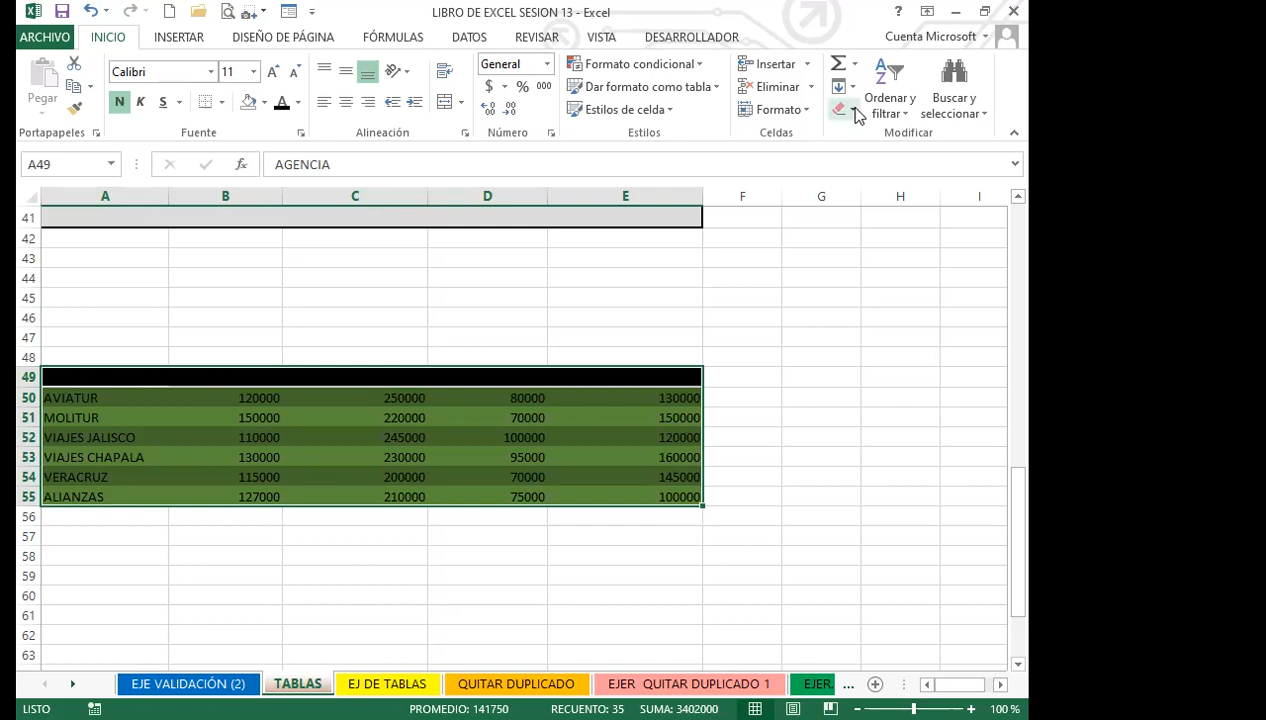 LIBRO DE EXCEL SESION 13 - Excel
ARCHIVO INICIO INSERTAR DISEÑO DE PÁGINA FÓRMULAS DATOS REVISAR VISTA DESARROLLADOR Cuenta Microsoft
Pegar
Portapapeles
Calibri 11
N K S
Fuente
Alineación
General
$ % 000
Número
Formato condicional
Dar formato como tabla
Estilos de celda
Estilos
Insertar
Eliminar
Formato
Celdas
Ordenar y filtrar
Buscar y seleccionar
Modificar
A49 fx AGENCIA
A B C D E F G H I
41
42
43
44
45
46
47
48
49
50 AVIATUR 120000 250000 80000 130000
51 MOLITUR 150000 220000 70000 150000
52 VIAJES JALISCO 110000 245000 100000 120000
53 VIAJES CHAPALA 130000 230000 95000 160000
54 VERACRUZ 115000 200000 70000 145000
55 ALIANZAS 127000 210000 75000 100000
56
57
58
59
60
61
62
63
EJE VALIDACIÓN (2) TABLAS EJ DE TABLAS QUITAR DUPLICADO EJER QUITAR DUPLICADO 1 EJER. ...
LISTO PROMEDIO: 141750 RECUENTO: 35 SUMA: 3402000 100 %